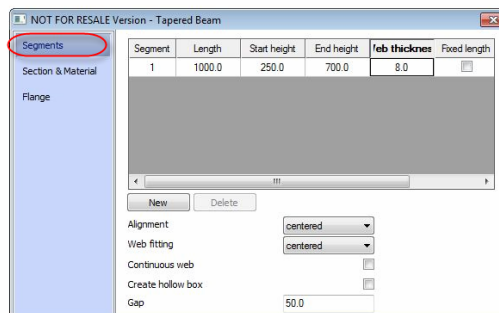 NOT FOR RESALE Version - Tapered Beam
Segments
Section & Material
Flange
Segment Length Start height End height eb thicknes Fixed length
1 1000.0 250.0 700.0 8.0
New Delete
Alignment centered
Web fitting centered
Continuous web
Create hollow box
Gap 50.0